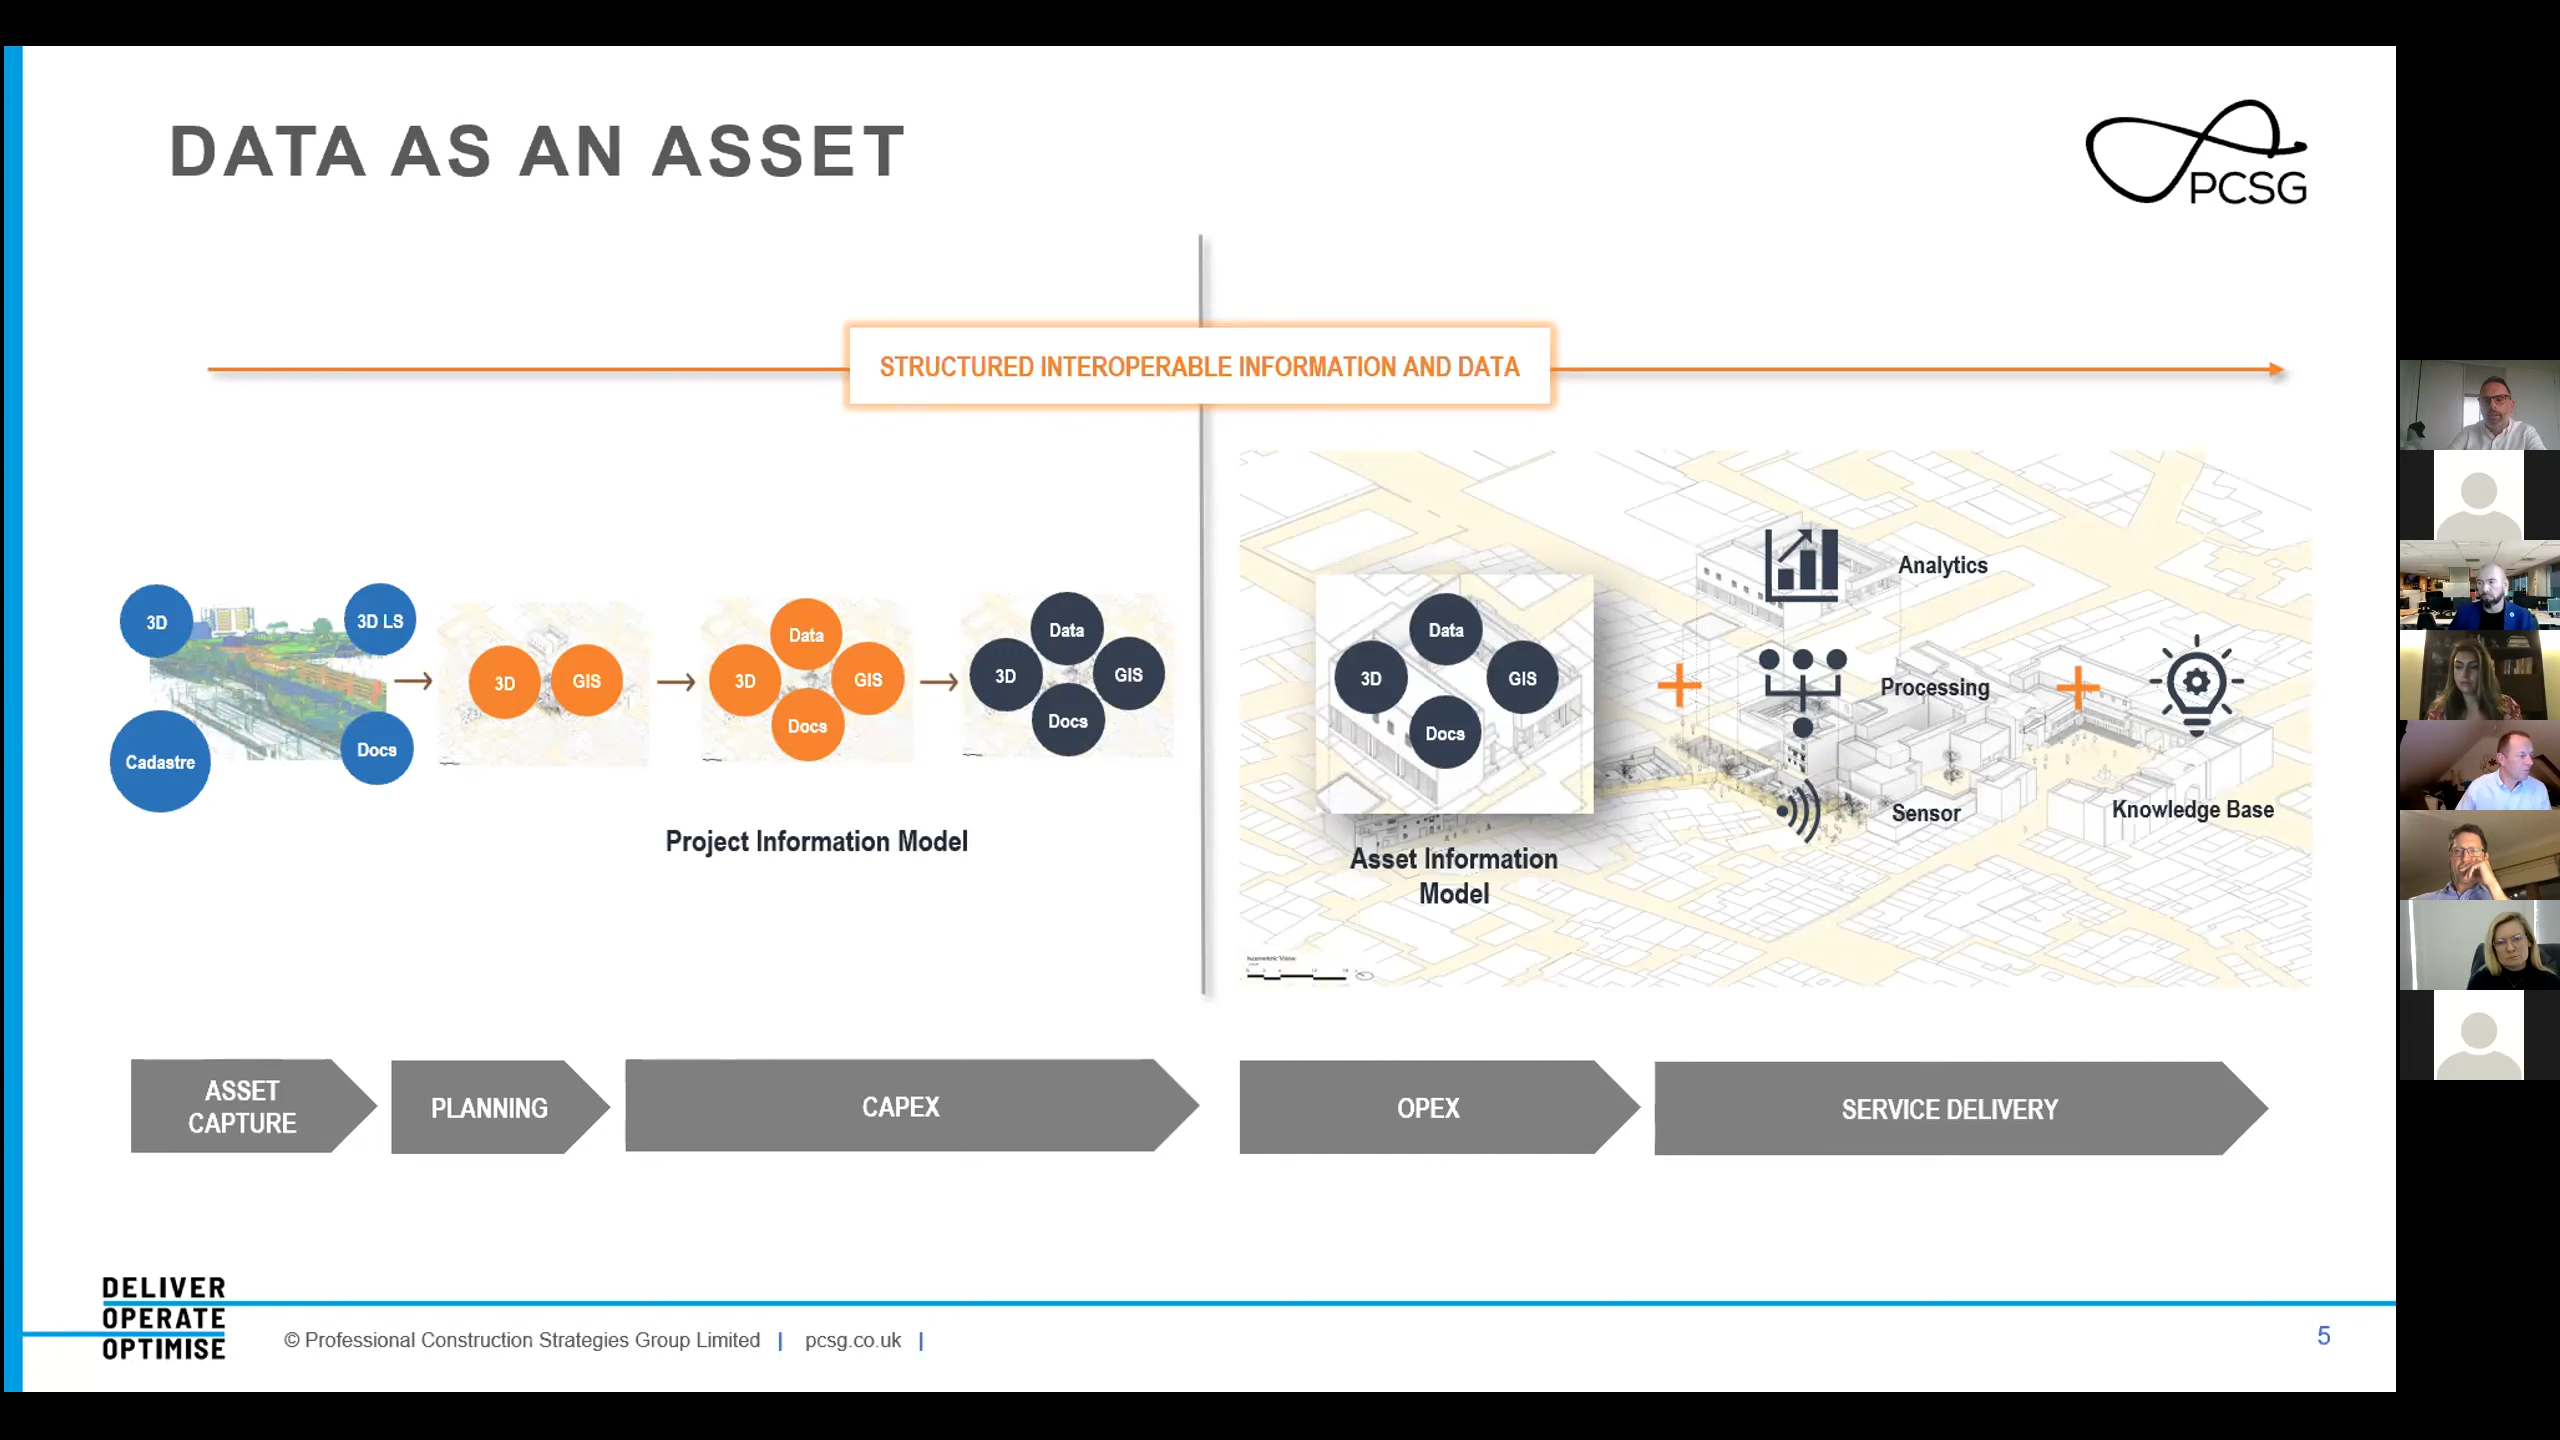 DATA AS AN ASSET
PCSG
STRUCTURED INTEROPERABLE INFORMATION AND DATA
3D
3D LS
Cadastre
Docs
3D
GIS
Data
3D
GIS
Docs
Data
3D
GIS
Docs
Project Information Model
Data
3D
GIS
Docs
Asset Information
Model
Analytics
Processing
Sensor
Knowledge Base
ASSET
CAPTURE
PLANNING
CAPEX
OPEX
SERVICE DELIVERY
DELIVER
OPERATE
OPTIMISE
© Professional Construction Strategies Group Limited | pcsg.co.uk |
5